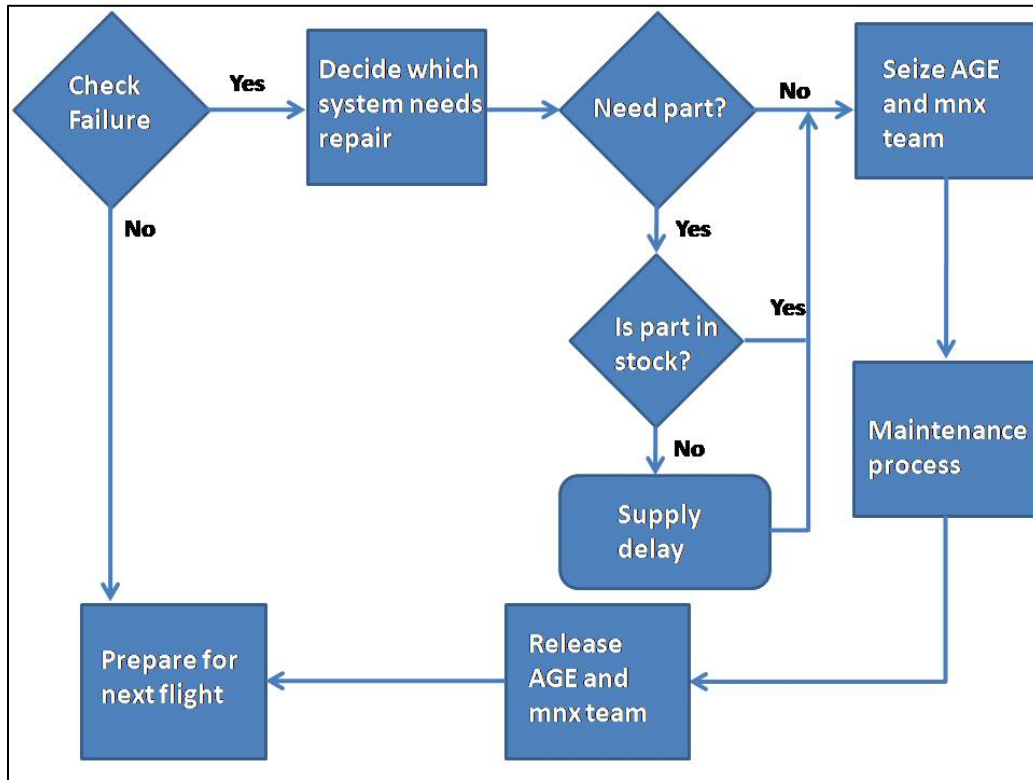 Check
Failure
Yes
Decide which
system needs
repair
Need part?
No
Seize AGE
and mnx
team
No
Yes
Is part in
stock?
Yes
No
Supply
delay
Maintenance
process
Prepare for
next flight
Release
AGE and
mnx team